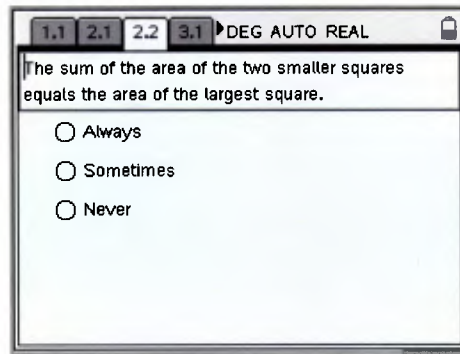 1.1 2.1 2.2 3.1 DEG AUTO REAL
The sum of the area of the two smaller squares
equals the area of the largest square.
Always
Sometimes
Never